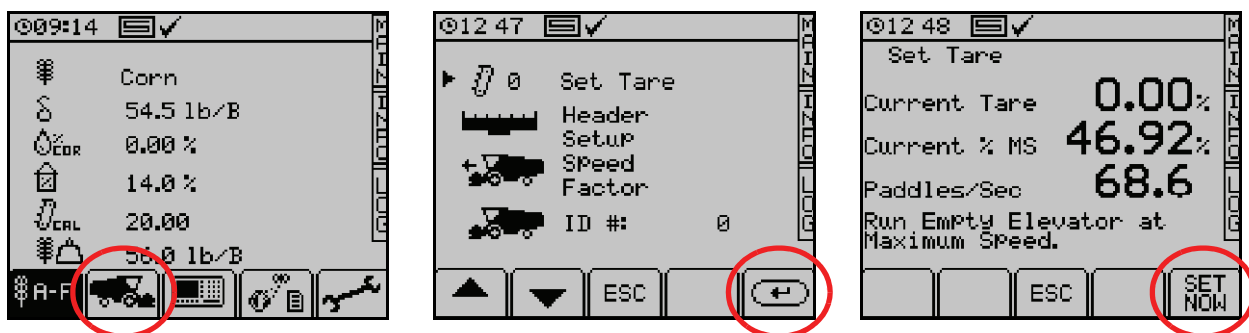 09:14
Corn
54.5 lb/B
%COR 0.00 %
14.0 %
CAL 20.00
56.0 lb/B
A-F
MAIN
INFO
LOG
12 47
0 Set Tare
Header
Setup
Speed
Factor
ID #: 0
ESC
MAIN
INFO
LOG
12 48
Set Tare
Current Tare 0.00%
Current % MS 46.92%
Paddles/Sec 68.6
Run Empty Elevator at
Maximum Speed.
ESC
SET
NOW
MAIN
INFO
LOG